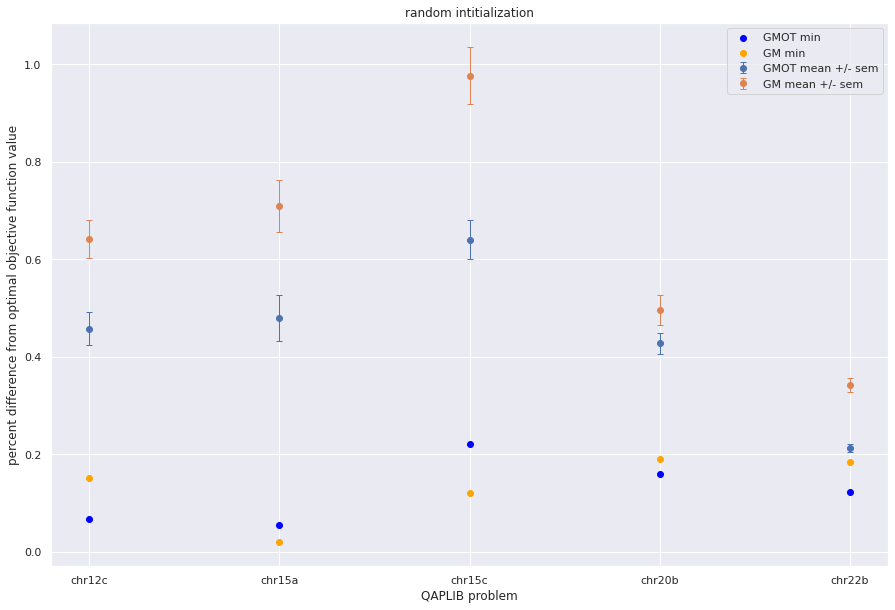 random intitialization
GMOT min
GM min
GMOT mean +/- sem
GM mean +/- sem
percent difference from optimal objective function value
1.0
0.8
0.6
0.4
0.2
0.0
chr12c chr15a chr15c chr20b chr22b
QAPLIB problem